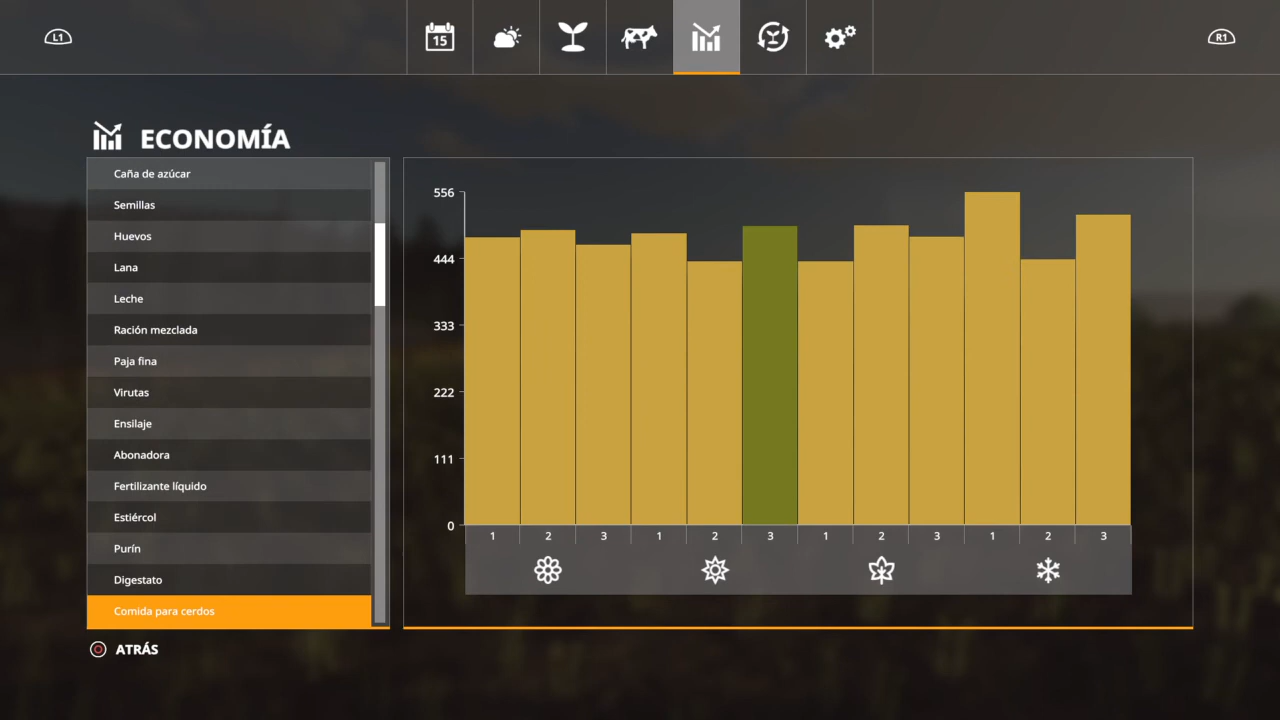 L1
15
R1
ECONOMÍA
Caña de azúcar
Semillas
Huevos
Lana
Leche
Ración mezclada
Paja fina
Virutas
Ensilaje
Abonadora
Fertilizante líquido
Estiércol
Purín
Digestato
Comida para cerdos
ATRÁS
556
444
333
222
111
0
1 2 3 1 2 3 1 2 3 1 2 3